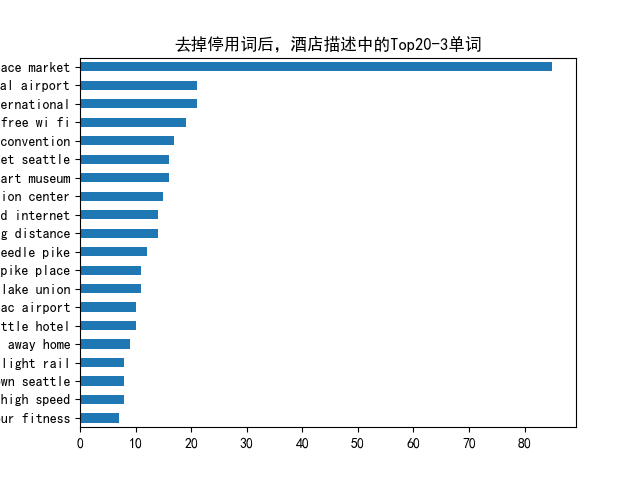 去掉停用词后，酒店描述中的Top20-3单词
ace market
al airport
ernational
free wi fi
convention
et seattle
art museum
ion center
d internet
g distance
eedle pike
pike place
lake union
ac airport
ttle hotel
away home
light rail
wn seattle
high speed
ur fitness
0 10 20 30 40 50 60 70 80